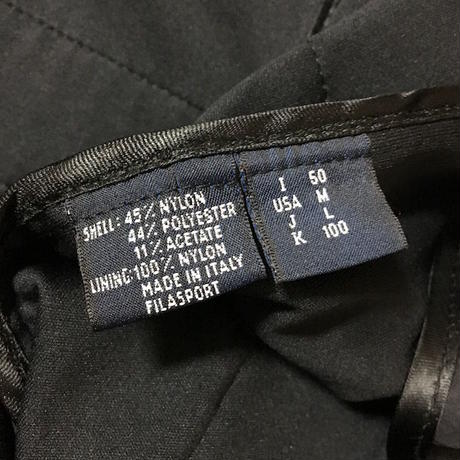 SHELL: 45% NYLON
44% POLYESTER
11% ACETATE
LINING: 100% NYLON
MADE IN ITALY
FILASPORT
I 50
USA M
J L
K 100